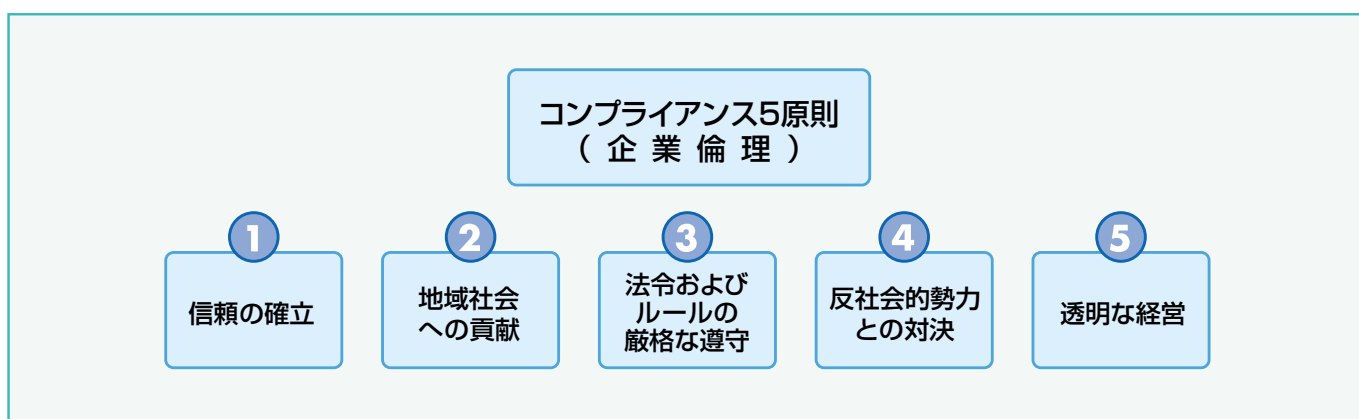 コンプライアンス5原則
（ 企 業 倫 理 ）
1
信頼の確立
2
地域社会
への貢献
3
法令および
ルールの
厳格な遵守
4
反社会的勢力
との対決
5
透明な経営